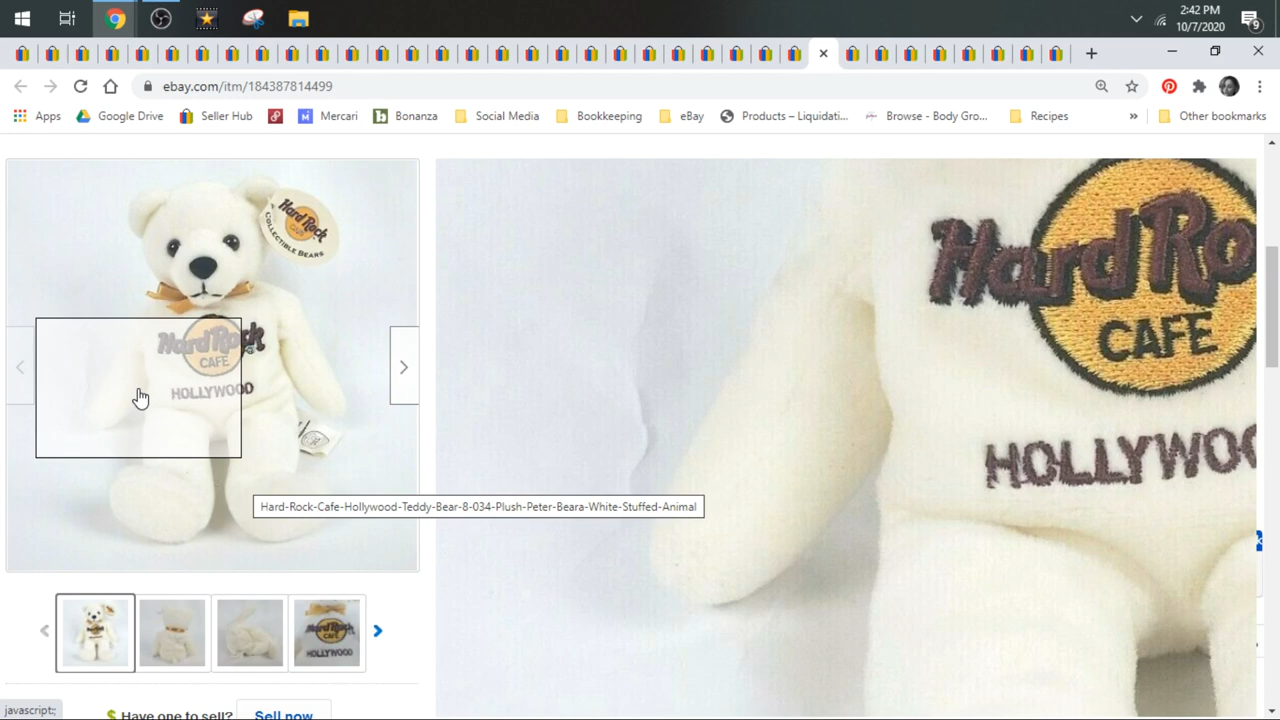 2:42 PM
10/7/2020
9
ebay.com/itm/184387814499
Apps
Google Drive
Seller Hub
Mercari
Bonanza
Social Media
Bookkeeping
eBay
Products – Liquidati...
Browse - Body Gro...
Recipes
»
Other bookmarks
Hard Rock
CAFE
COLLECTIBLE BEARS
Hard Rock
CAFE
HOLLYWOOD
Hard Ro
CAFE
HOLLYWOO
Hard-Rock-Cafe-Hollywood-Teddy-Bear-8-034-Plush-Peter-Beara-White-Stuffed-Animal
Hard Rock
CAFE
HOLLYWOOD
javascript:;
$ Have one to sell?
Sell now